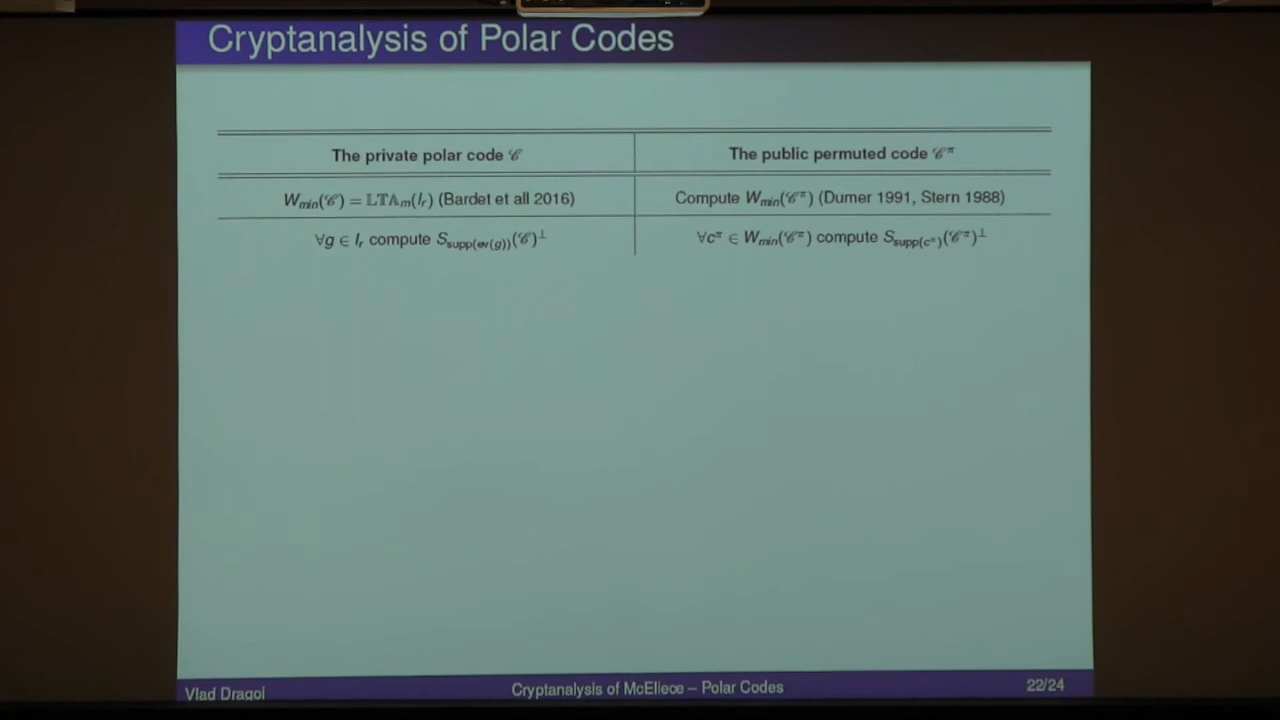 Cryptanalysis of Polar Codes
The private polar code 𝒞
The public permuted code 𝒞^π
W_min(𝒞) = 𝕃𝕋𝔸_m(I_r) (Bardet et all 2016)
Compute W_min(𝒞^π) (Dumer 1991, Stern 1988)
∀g ∈ I_r compute S_supp(ev(g))(𝒞)^⊥
∀c^π ∈ W_min(𝒞^π) compute S_supp(c^π)(𝒞^π)^⊥
Vlad Dragoi
Cryptanalysis of McEliece – Polar Codes
22/24